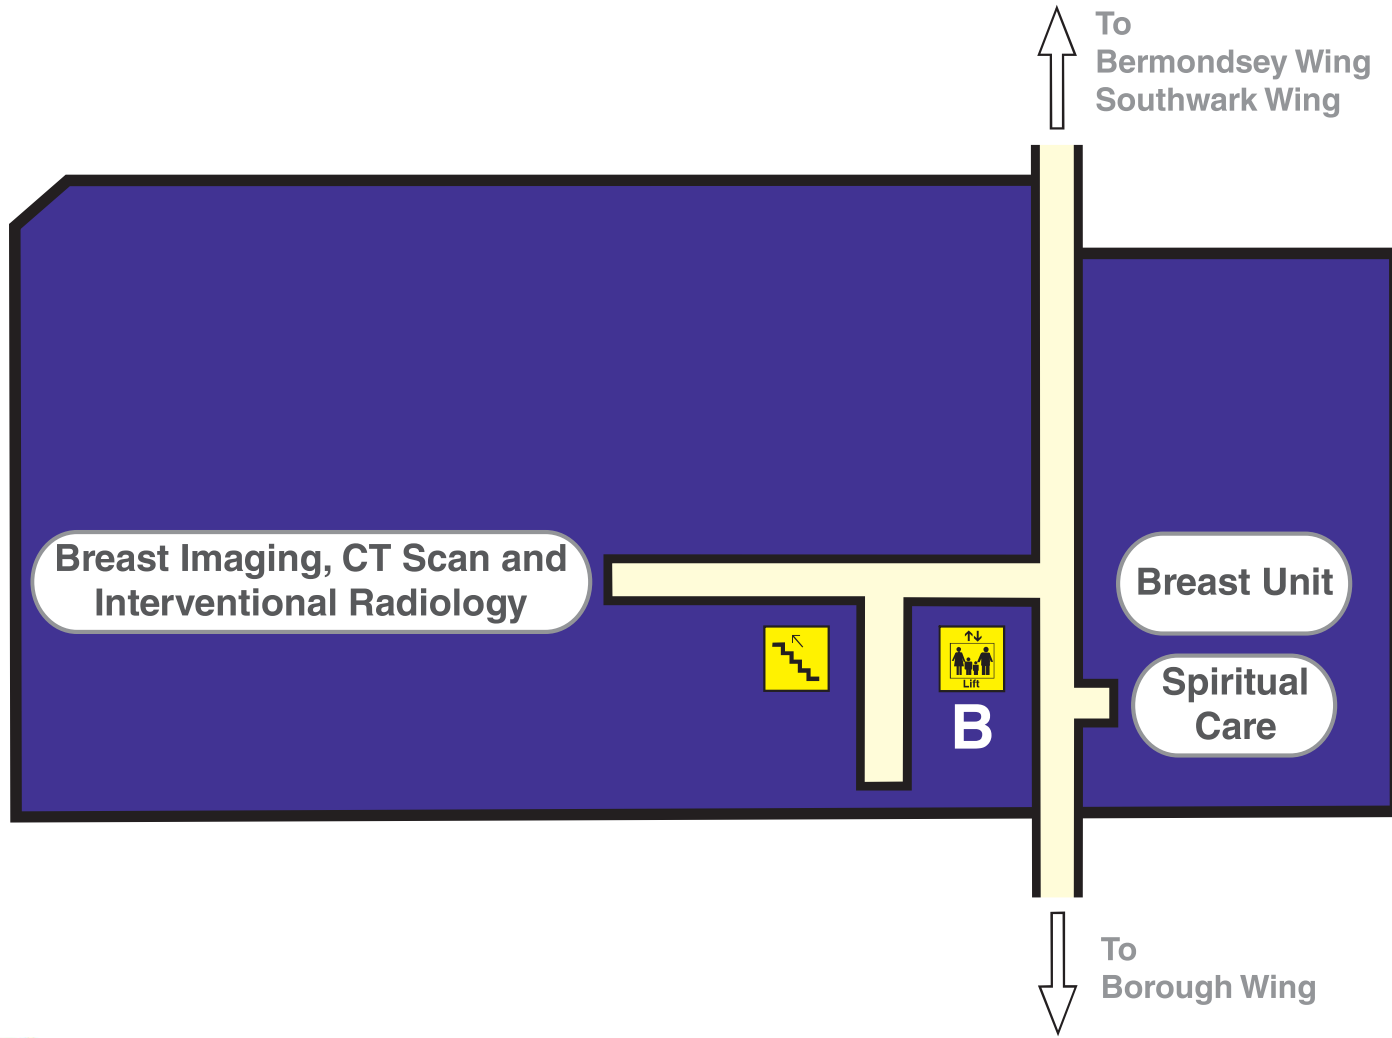 To
Bermondsey Wing
Southwark Wing
Breast Imaging, CT Scan and
Interventional Radiology
Breast Unit
Lift
B
Spiritual
Care
To
Borough Wing